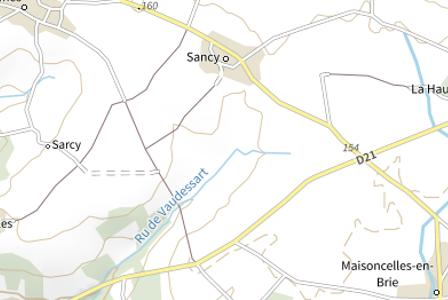 160
Sancy
La Hau
Sarcy
154
D21
Ru de Vaudessart
es
Maisoncelles-en-
Brie